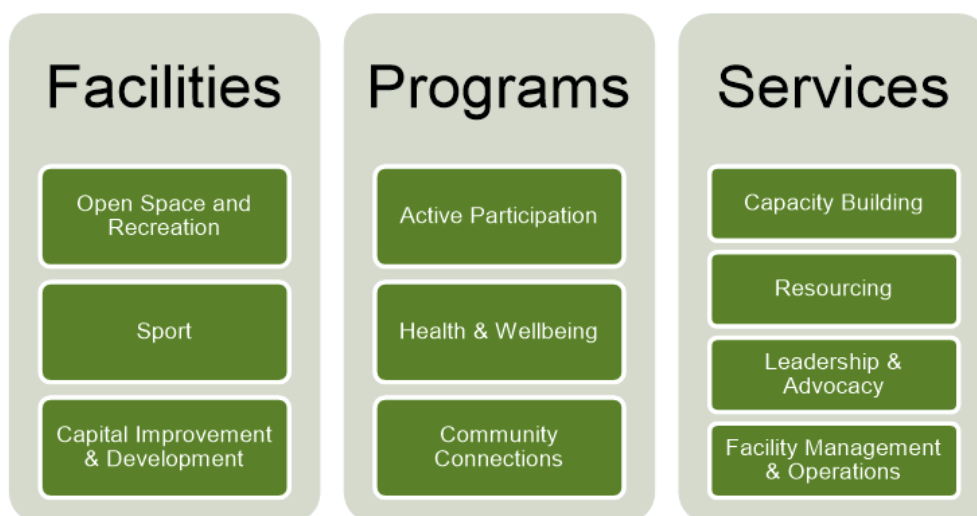 Facilities
Open Space and
Recreation
Sport
Capital Improvement
& Development
Programs
Active Participation
Health & Wellbeing
Community
Connections
Services
Capacity Building
Resourcing
Leadership &
Advocacy
Facility Management
& Operations